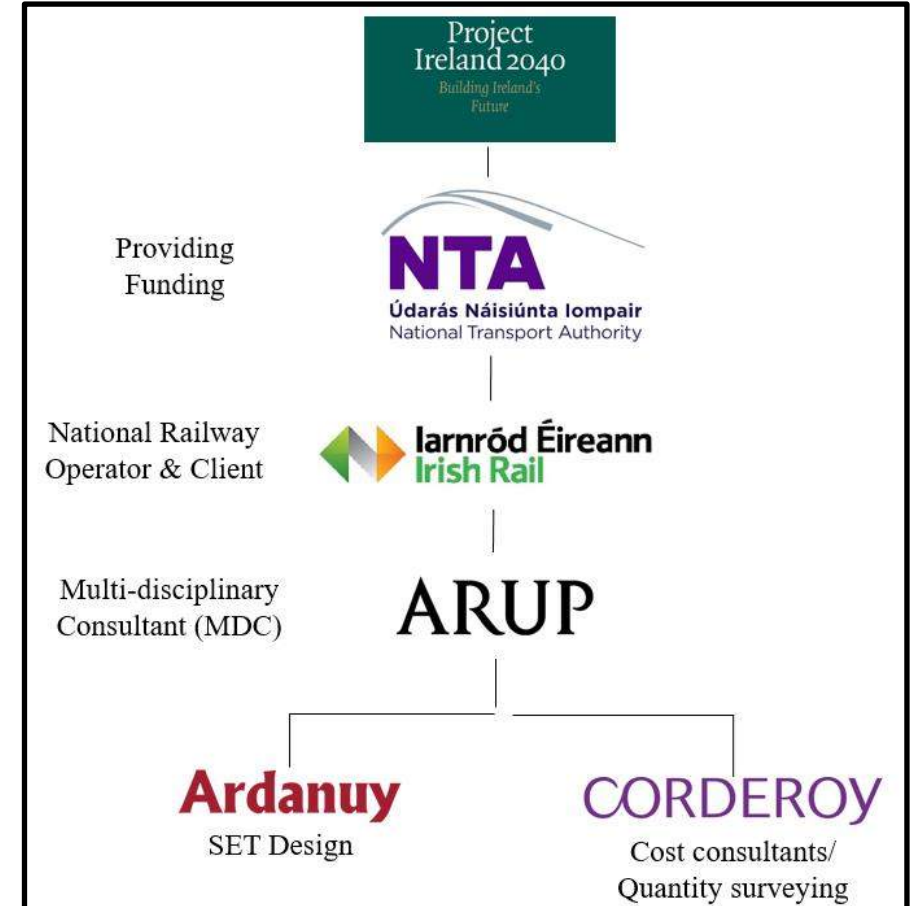 Project
Ireland 2040
Building Ireland's
Future
Providing
Funding
NTA
Údarás Náisiúnta Iompair
National Transport Authority
National Railway
Operator & Client
Iarnród Éireann
Irish Rail
Multi-disciplinary
Consultant (MDC)
ARUP
Ardanuy
SET Design
CORDEROY
Cost consultants/
Quantity surveying